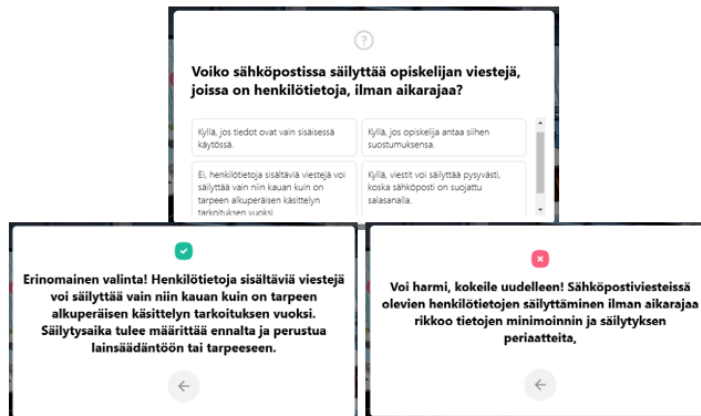 Voiko sähköpostissa säilyttää opiskelijan viestejä,
joissa on henkilötietoja, ilman aikarajaa?
Kyllä, jos tiedot ovat vain sisäisessä
käytössä.
Kyllä, jos opiskelija antaa siihen
suostumuksensa.
Ei, henkilötietoja sisältäviä viestejä voi
säilyttää vain niin kauan kuin on
tarpeen alkuperäisen käsittelyn
tarkoituksen vuoksi.
Kyllä, viestit voi säilyttää pysyvästi,
koska sähköposti on suojattu
salasanalla.
Erinomainen valinta! Henkilötietoja sisältäviä viestejä
voi säilyttää vain niin kauan kuin on tarpeen
alkuperäisen käsittelyn tarkoituksen vuoksi.
Säilytysaika tulee määrittää ennalta ja perustua
lainsäädäntöön tai tarpeeseen.
Voi harmi, kokeile uudelleen! Sähköpostiviesteissä
olevien henkilötietojen säilyttäminen ilman aikarajaa
rikkoo tietojen minimoinnin ja säilytyksen
periaatteita,